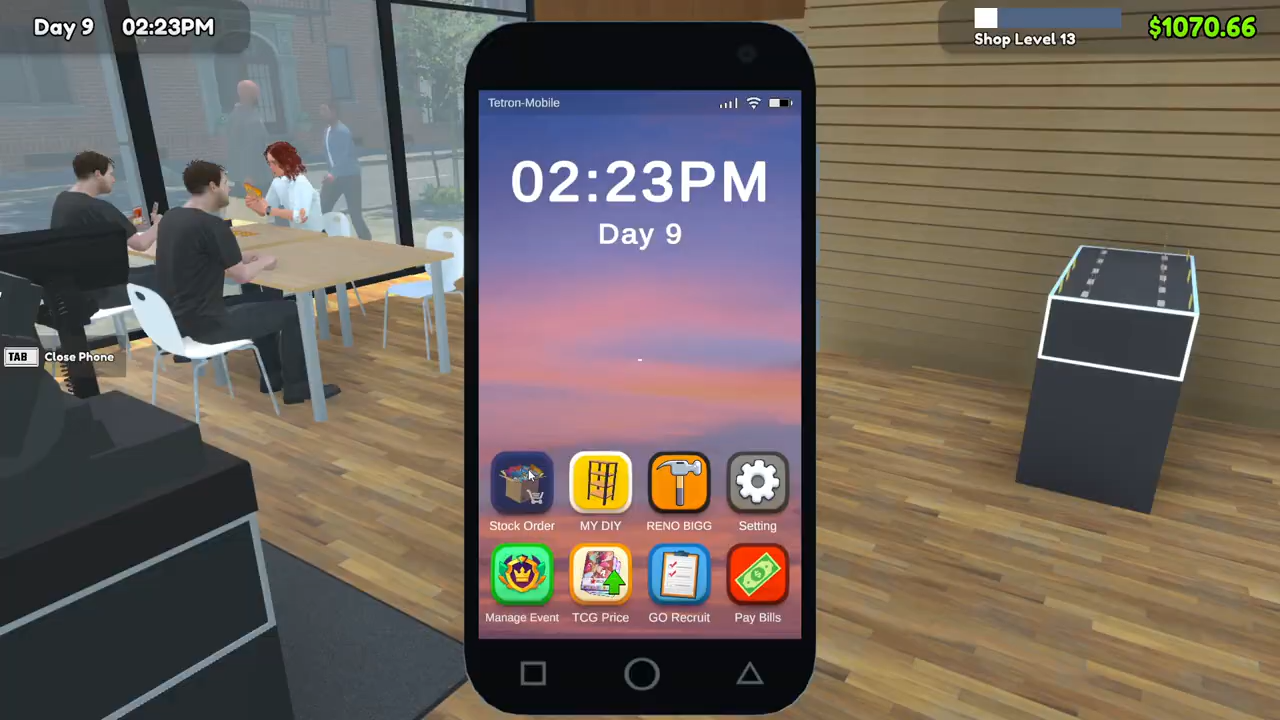 Day 9 02:23PM
Shop Level 13
$1070.66
Tetron-Mobile
02:23PM
Day 9
TAB Close Phone
Stock Order MY DIY RENO BIGG Setting
Manage Event TCG Price GO Recruit Pay Bills